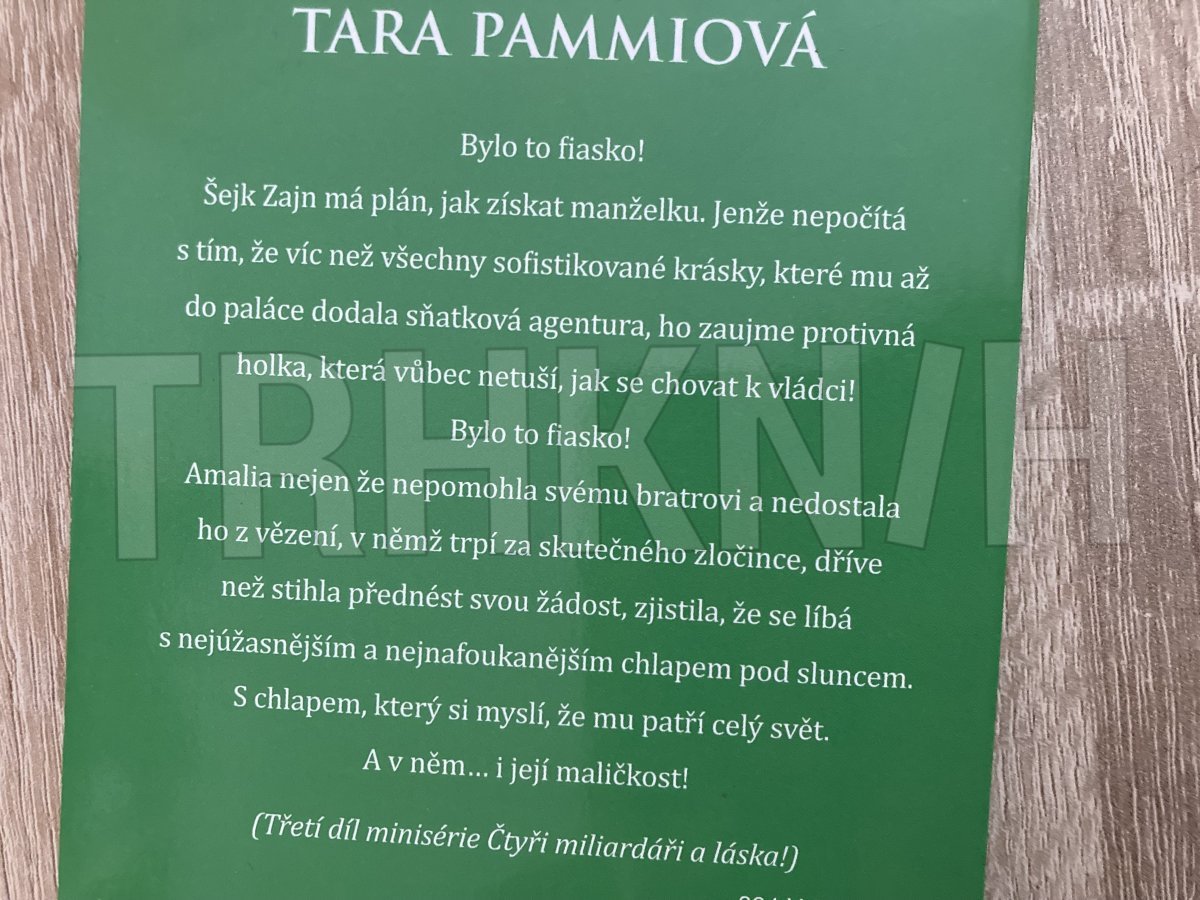 TARA PAMMIOVÁ
Bylo to fiasko!
Šejk Zajn má plán, jak získat manželku. Jenže nepočítá
s tím, že víc než všechny sofistikované krásky, které mu až
do paláce dodala sňatková agentura, ho zaujme protivná
holka, která vůbec netuší, jak se chovat k vládci!
Bylo to fiasko!
Amalia nejen že nepomohla svému bratrovi a nedostala
ho z vězení, v němž trpí za skutečného zločince, dříve
než stihla přednést svou žádost, zjistila, že se líbá
s nejúžasnějším a nejnafoukanějším chlapem pod sluncem.
S chlapem, který si myslí, že mu patří celý svět.
A v něm... i její maličkost!
(Třetí díl minisérie Čtyři miliardáři a láska!)
TRHKN/H